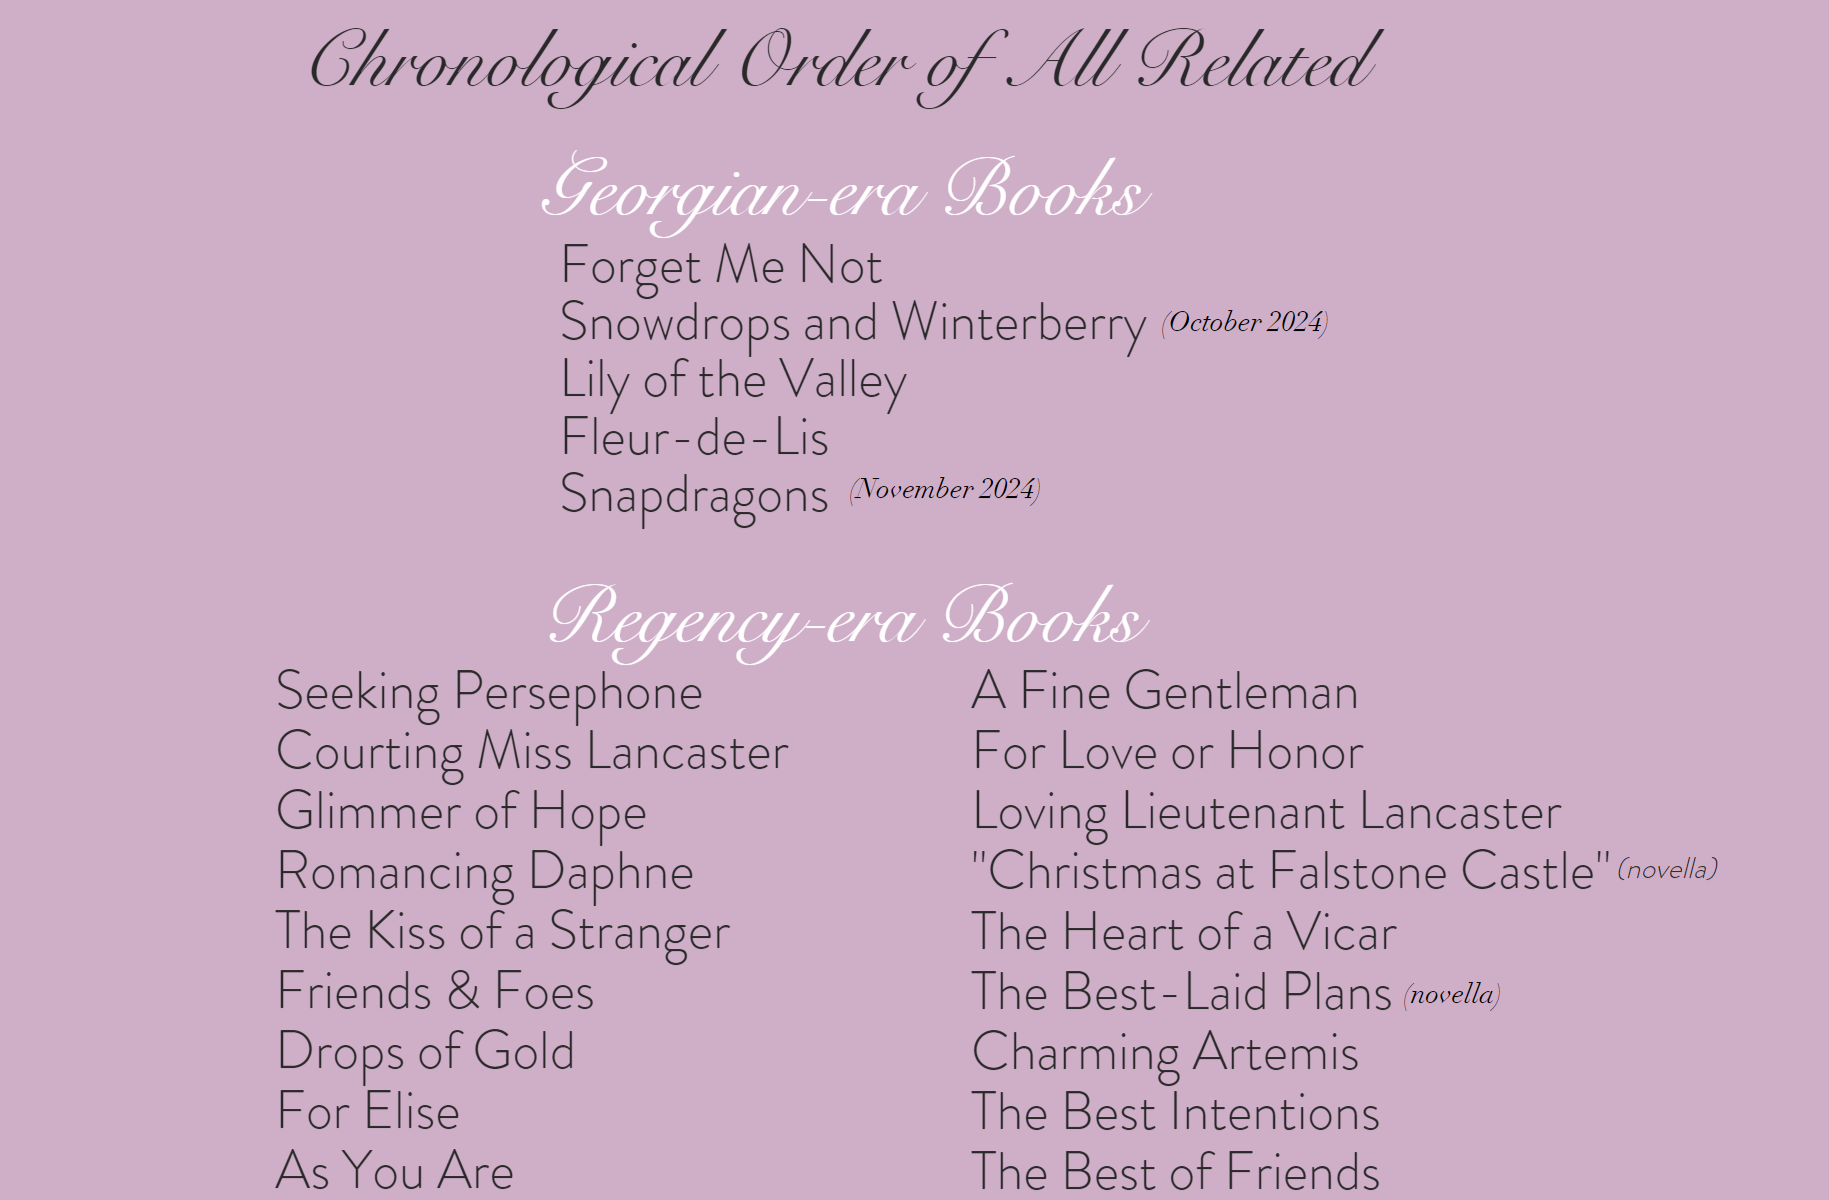 Chronological Order of All Related
Georgian-era Books
Forget Me Not
Snowdrops and Winterberry (October 2024)
Lily of the Valley
Fleur-de-Lis
Snapdragons (November 2024)
Regency-era Books
Seeking Persephone
Courting Miss Lancaster
Glimmer of Hope
Romancing Daphne
The Kiss of a Stranger
Friends & Foes
Drops of Gold
For Elise
As You Are
A Fine Gentleman
For Love or Honor
Loving Lieutenant Lancaster
"Christmas at Falstone Castle" (novella)
The Heart of a Vicar
The Best-Laid Plans (novella)
Charming Artemis
The Best Intentions
The Best of Friends